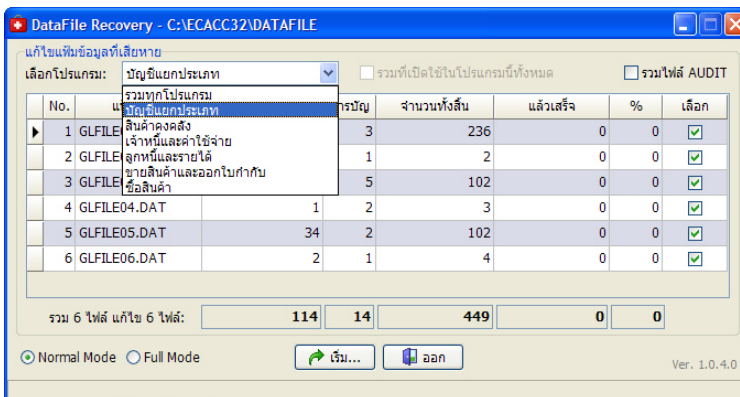 DataFile Recovery - C:\ECACC32\DATAFILE
แก้ไขแฟ้มข้อมูลที่เสียหาย
เลือกโปรแกรม: บัญชีแยกประเภท รวมที่เปิดใช้ในโปรแกรมนี้ทั้งหมด รวมไฟล์ AUDIT
รวมทุกโปรแกรม
บัญชีแยกประเภท
สินค้าคงคลัง
เจ้าหนี้และค่าใช้จ่าย
ลูกหนี้และรายได้
ขายสินค้าและออกใบกำกับ
ซื้อสินค้า
No. จำนวนทั้งสิ้น แล้วเสร็จ % เลือก
1 GLFILE 3 236 0 0
2 GLFILE 1 2 0 0
3 GLFILE 5 102 0 0
4 GLFILE04.DAT 1 2 3 0 0
5 GLFILE05.DAT 34 2 102 0 0
6 GLFILE06.DAT 2 1 4 0 0
รวม 6 ไฟล์ แก้ไข 6 ไฟล์: 114 14 449 0 0
Normal Mode Full Mode เริ่ม... ออก Ver. 1.0.4.0